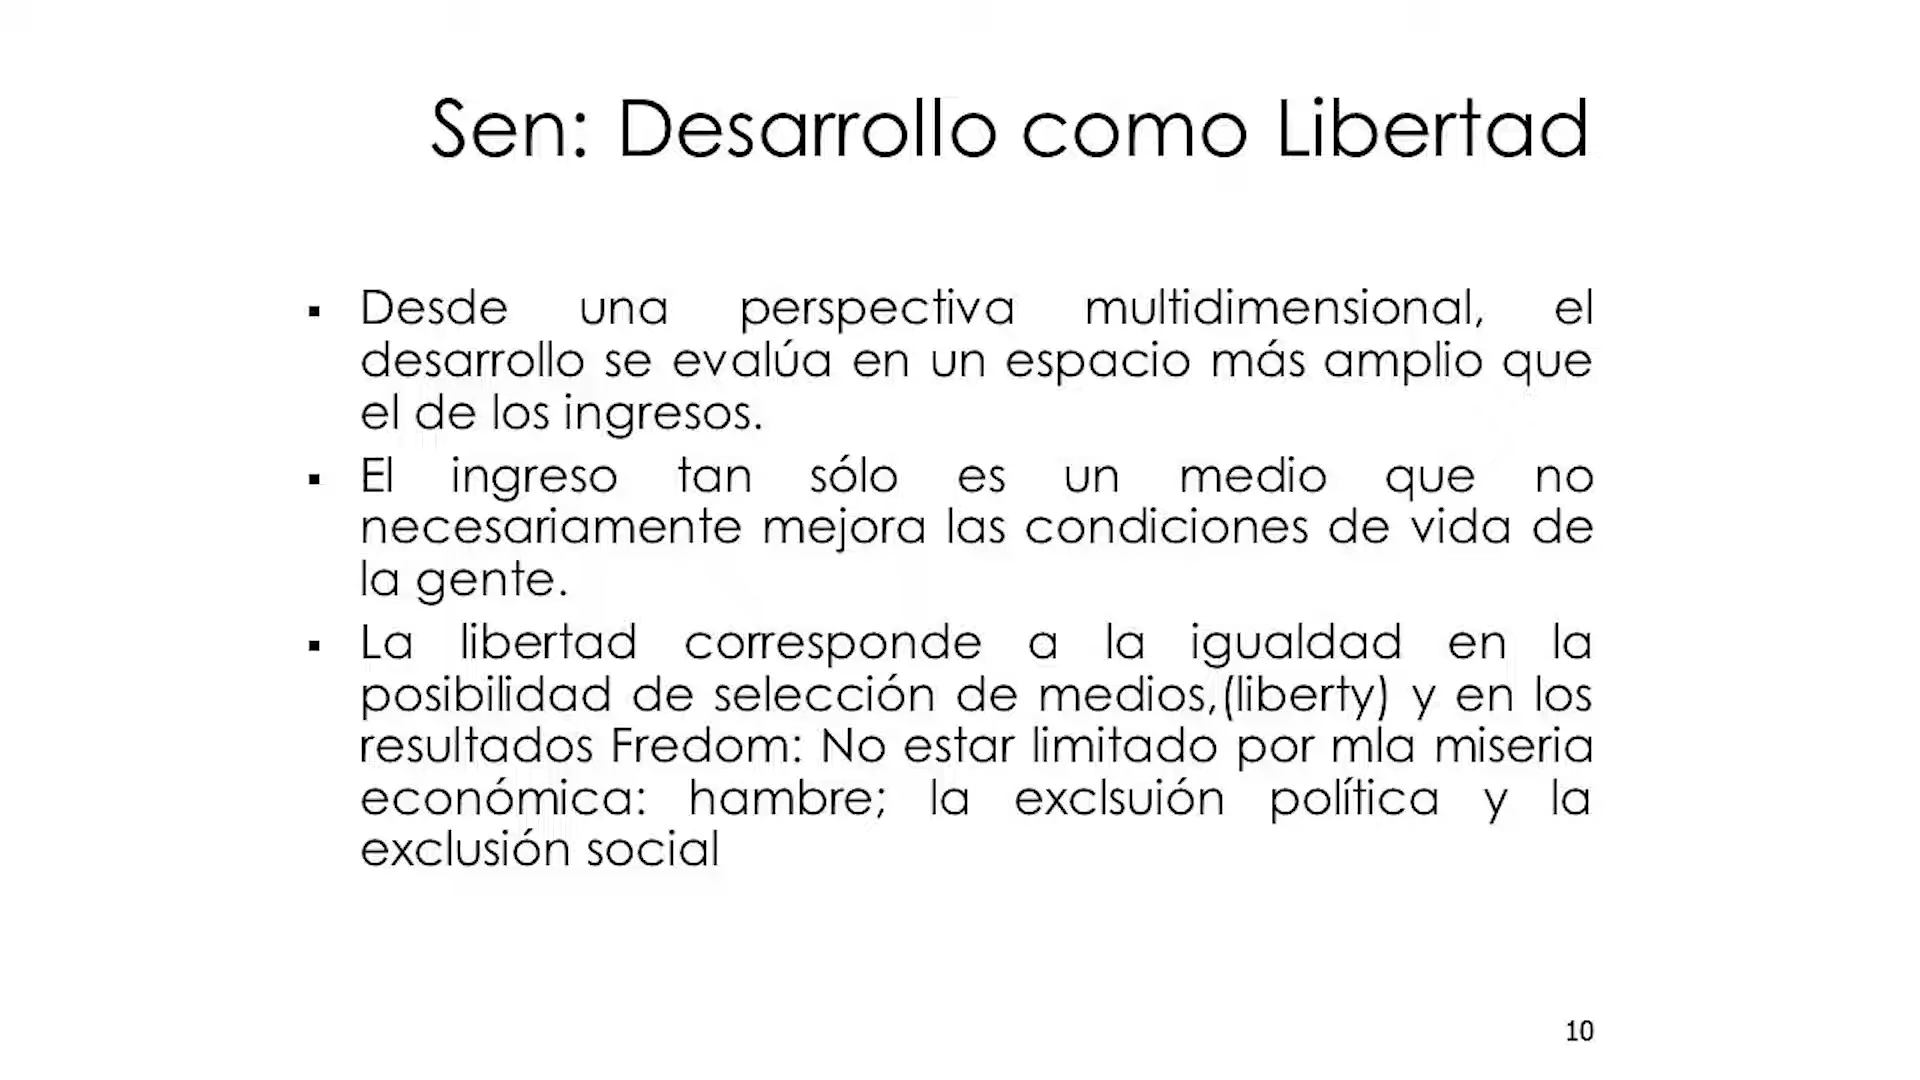 Sen: Desarrollo como Libertad
▪ Desde una perspectiva multidimensional, el
desarrollo se evalúa en un espacio más amplio que
el de los ingresos.
▪ El ingreso tan sólo es un medio que no
necesariamente mejora las condiciones de vida de
la gente.
▪ La libertad corresponde a la igualdad en la
posibilidad de selección de medios,(liberty) y en los
resultados Fredom: No estar limitado por mla miseria
económica: hambre; la exclsuión política y la
exclusión social
10